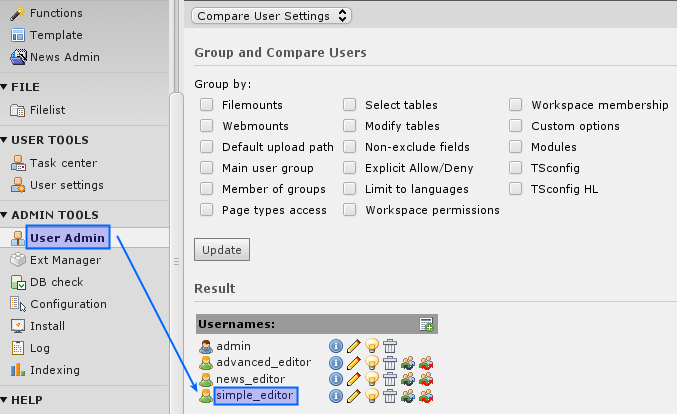 Functions
Template
News Admin
FILE
Filelist
USER TOOLS
Task center
User settings
ADMIN TOOLS
User Admin
Ext Manager
DB check
Configuration
Install
Log
Indexing
HELP
Compare User Settings
Group and Compare Users
Group by:
Filemounts Select tables Workspace membership
Webmounts Modify tables Custom options
Default upload path Non-exclude fields Modules
Main user group Explicit Allow/Deny TSconfig
Member of groups Limit to languages TSconfig HL
Page types access Workspace permissions
Update
Result
Usernames:
admin
advanced_editor
news_editor
simple_editor